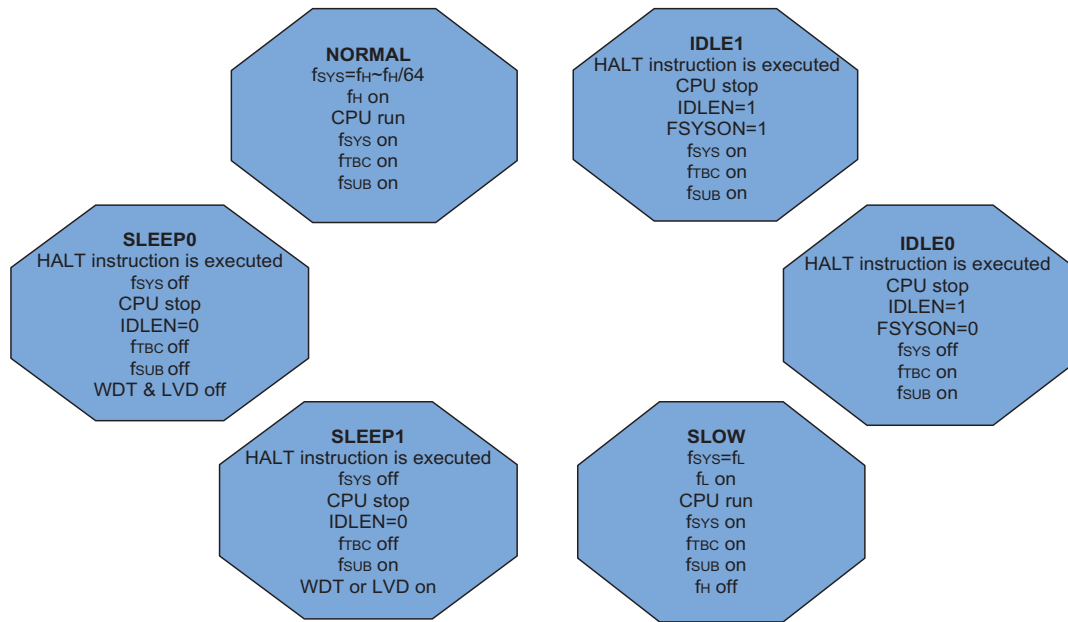 NORMAL
fSYS=fH~fH/64
fH on
CPU run
fSYS on
fTBC on
fSUB on
IDLE1
HALT instruction is executed
CPU stop
IDLEN=1
FSYSON=1
fSYS on
fTBC on
fSUB on
SLEEP0
HALT instruction is executed
fSYS off
CPU stop
IDLEN=0
fTBC off
fSUB off
WDT & LVD off
IDLE0
HALT instruction is executed
CPU stop
IDLEN=1
FSYSON=0
fSYS off
fTBC on
fSUB on
SLEEP1
HALT instruction is executed
fSYS off
CPU stop
IDLEN=0
fTBC off
fSUB on
WDT or LVD on
SLOW
fSYS=fL
fL on
CPU run
fSYS on
fTBC on
fSUB on
fH off